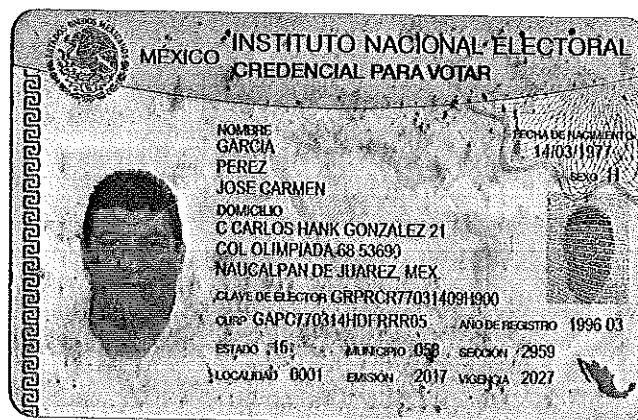 MÉXICO INSTITUTO NACIONAL ELECTORAL
CREDENCIAL PARA VOTAR
NOMBRE
GARCIA
PEREZ
JOSE CARMEN
FECHA DE NACIMIENTO
14/03/1977
SEXO H
DOMICILIO
C CARLOS HANK GONZALEZ 21
COL OLIMPIADA 68 53690
NAUCALPAN DE JUAREZ, MEX.
CLAVE DE ELECTOR GRPRCR77031409H900
CURP GAPC770314HDFRRR05 AÑO DE REGISTRO 1996 03
ESTADO MUNICIPIO 058 SECCIÓN 2959
LOCALIDAD 0001 EMISIÓN 2017 VIGENCIA 2027